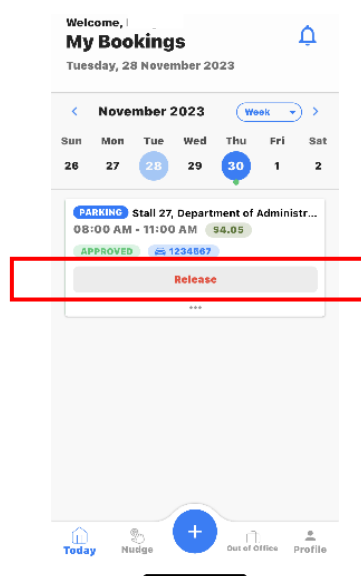 Welcome, I
My Bookings
Tuesday, 28 November 2023
< November 2023 Week >
Sun Mon Tue Wed Thu Fri Sat
26 27 28 29 30 1 2
PARKING Stall 27, Department of Administr...
08:00 AM - 11:00 AM $4.05
APPROVED 1234567
Release
...
+
Today Nudge Out of Office Profile